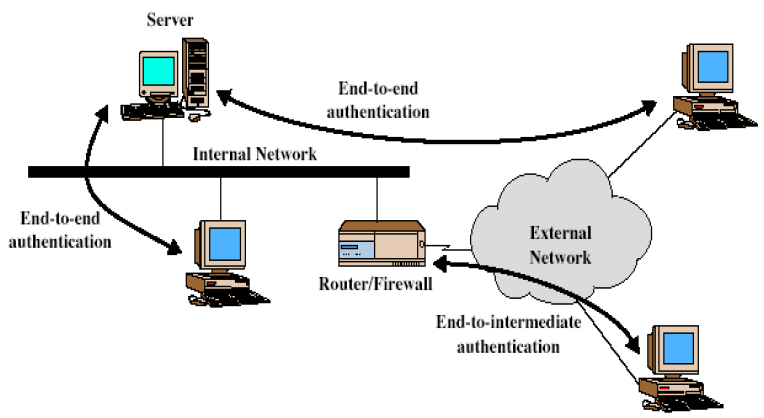 Server
End-to-end
authentication
Internal Network
End-to-end
authentication
External
Network
Router/Firewall
End-to-intermediate
authentication